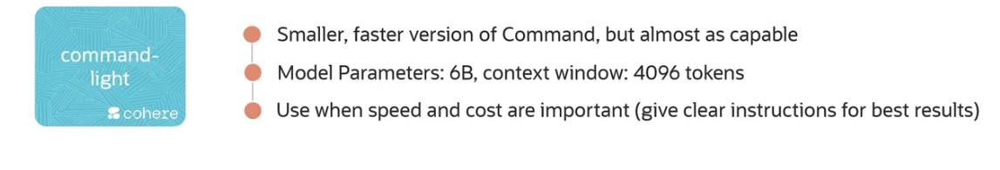 command-
light
cohere
Smaller, faster version of Command, but almost as capable
Model Parameters: 6B, context window: 4096 tokens
Use when speed and cost are important (give clear instructions for best results)